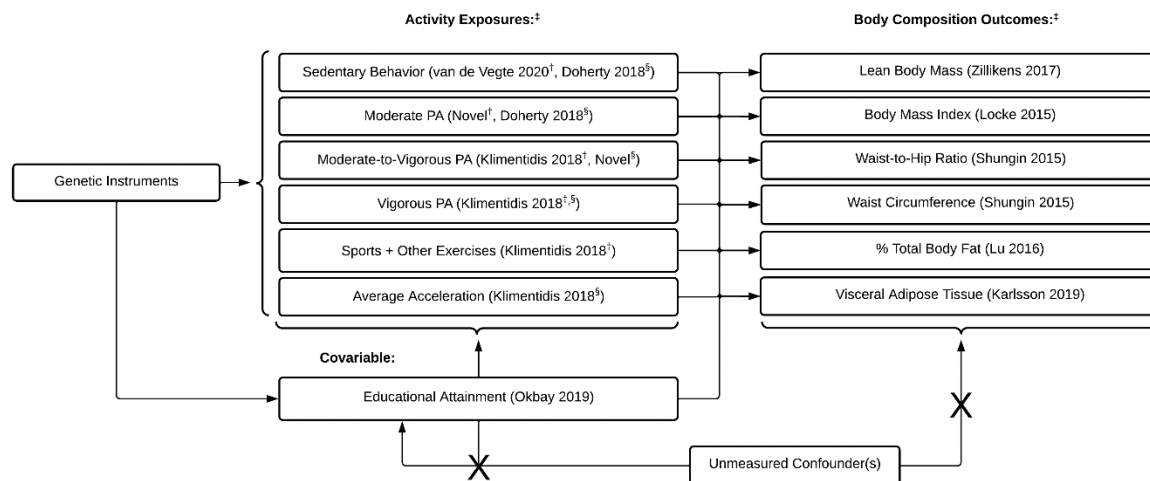 Activity Exposures:‡
Body Composition Outcomes:‡
Sedentary Behavior (van de Vegte 2020†, Doherty 2018§)
Lean Body Mass (Zillikens 2017)
Moderate PA (Novel†, Doherty 2018§)
Body Mass Index (Locke 2015)
Moderate-to-Vigorous PA (Klimentidis 2018†, Novel§)
Waist-to-Hip Ratio (Shungin 2015)
Genetic Instruments
Vigorous PA (Klimentidis 2018†,§)
Waist Circumference (Shungin 2015)
Sports + Other Exercises (Klimentidis 2018†)
% Total Body Fat (Lu 2016)
Average Acceleration (Klimentidis 2018§)
Visceral Adipose Tissue (Karlsson 2019)
Covariable:
Educational Attainment (Okbay 2019)
X
X
Unmeasured Confounder(s)